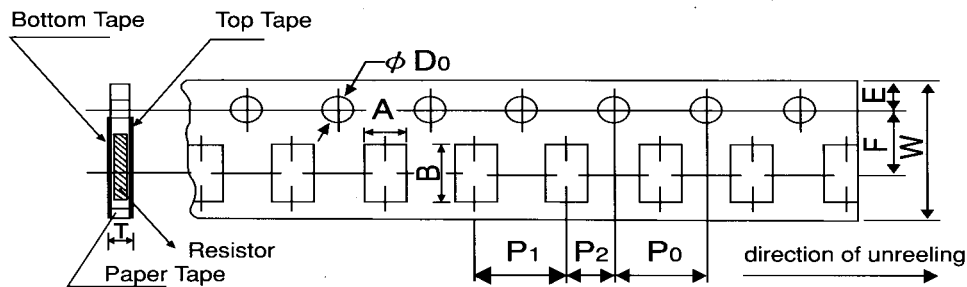 Bottom Tape
Top Tape
ϕ D0
A
B
E
F
W
T
Resistor
Paper Tape
P1
P2
P0
direction of unreeling